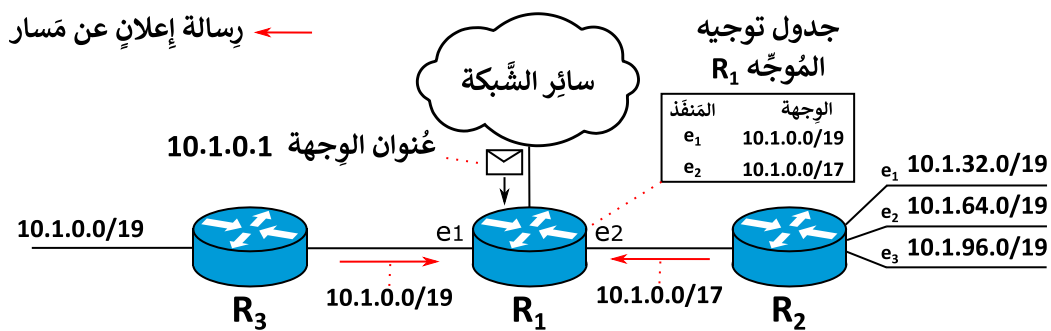 رِسالة إِعلانٍ عن مَسار
جدول توجيه
المُوجِّه R₁
سائِر الشَّبكة
المَنفَذ الوِجهة
e₁ 10.1.0.0/19
e₂ 10.1.0.0/17
عُنوان الوِجهة 10.1.0.1
e₁ 10.1.32.0/19
e₂ 10.1.64.0/19
e₃ 10.1.96.0/19
10.1.0.0/19
e1
e2
10.1.0.0/19
10.1.0.0/17
R₃
R₁
R₂